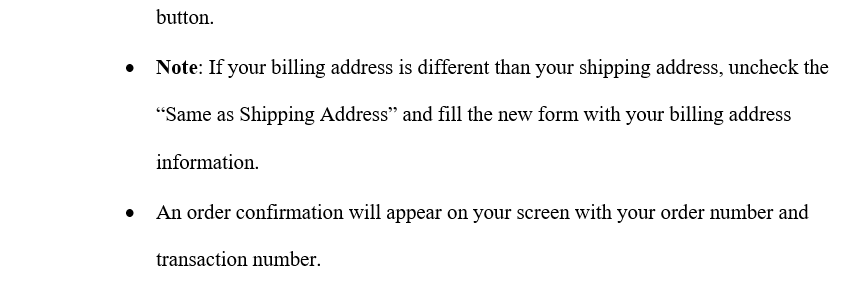 button.
• Note: If your billing address is different than your shipping address, uncheck the
“Same as Shipping Address” and fill the new form with your billing address
information.
• An order confirmation will appear on your screen with your order number and
transaction number.